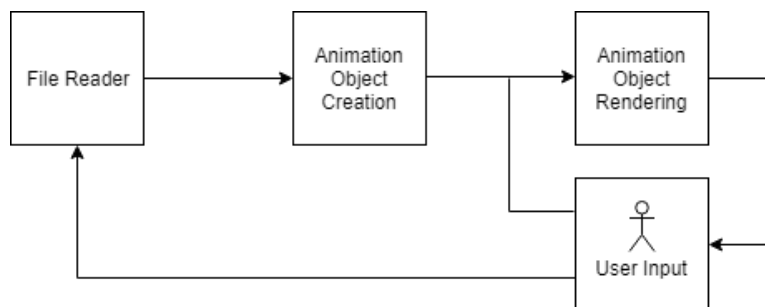 File Reader
Animation
Object
Creation
Animation
Object
Rendering
User Input